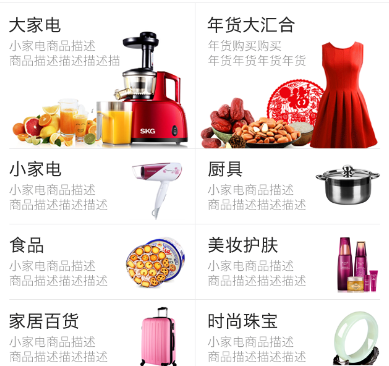 大家电
小家电商品描述
商品描述描述描述描
SKG
年货大汇合
年货购买购买
年货年货年货年货
福
小家电
小家电商品描述
商品描述描述描述
厨具
小家电商品描述
商品描述描述描述
食品
小家电商品描述
商品描述描述描述
美妆护肤
小家电商品描述
商品描述描述描述
家居百货
小家电商品描述
商品描述描述描述
时尚珠宝
小家电商品描述
商品描述描述描述